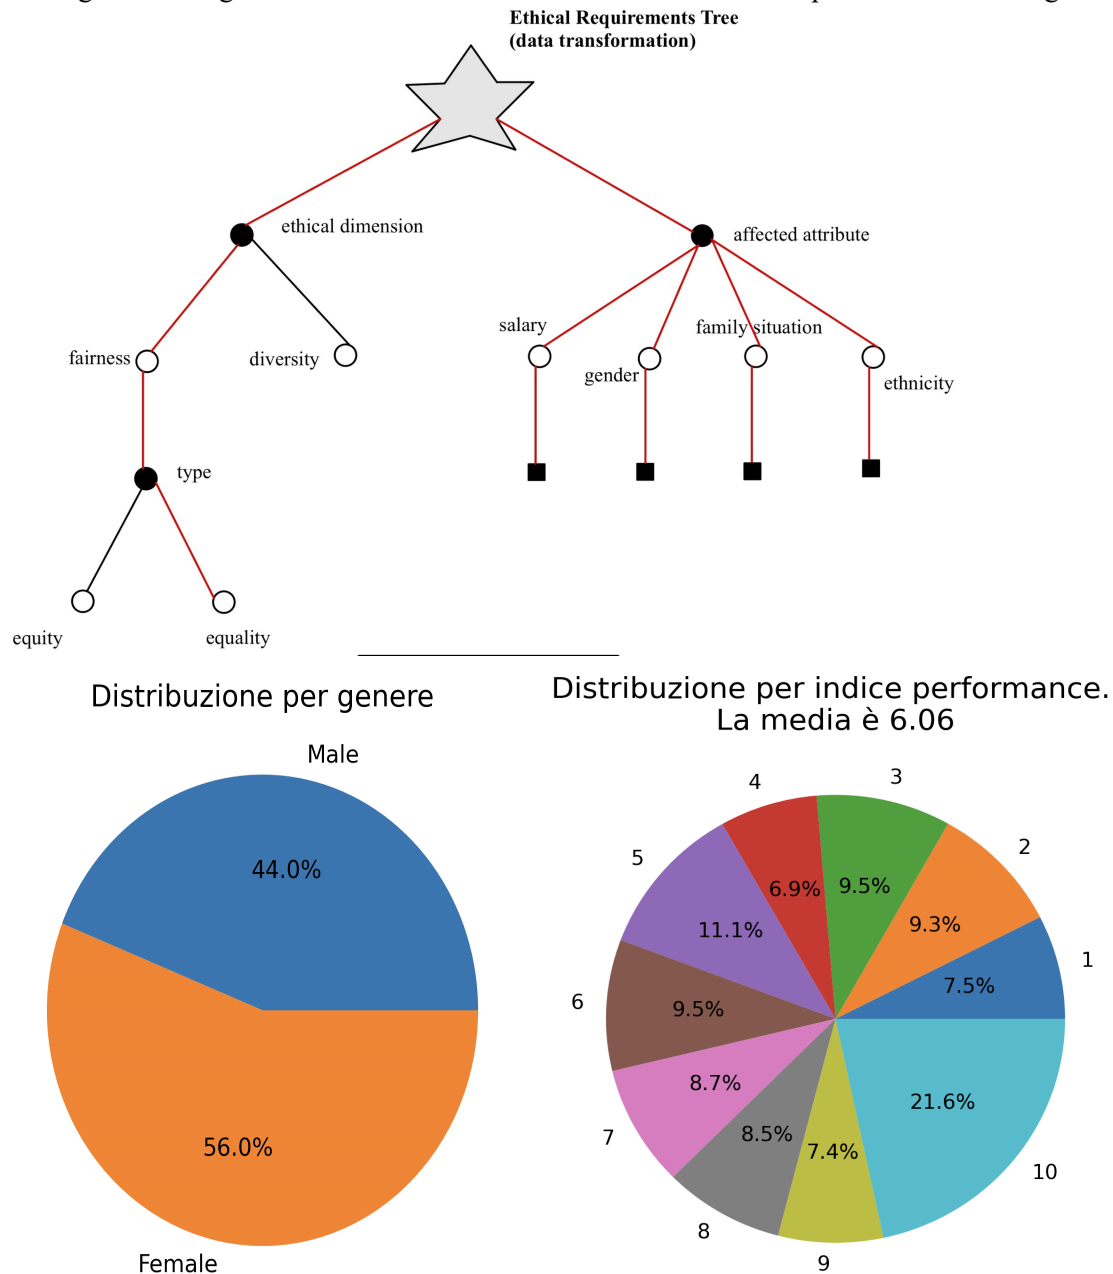 Ethical Requirements Tree
(data transformation)
ethical dimension
affected attribute
salary
family situation
fairness
diversity
gender
ethnicity
type
equity
equality
Distribuzione per genere
Male
44.0%
56.0%
Female
Distribuzione per indice performance.
La media è 6.06
4
3
5
2
6.9%
9.5%
11.1%
9.3%
1
7.5%
6
9.5%
8.7%
21.6%
7
8.5%
7.4%
10
8
9